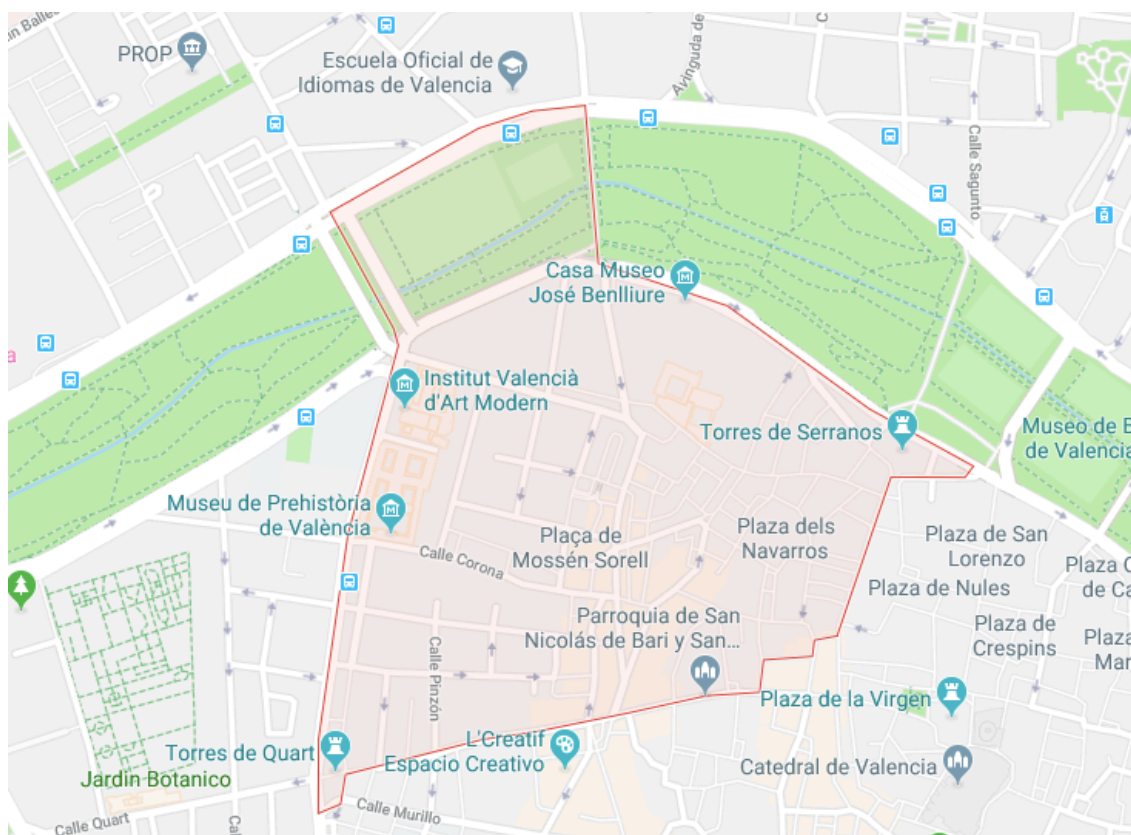 PROP
Escuela Oficial de
Idiomas de Valencia
Avinguda de
Calle Sagunto
Casa Museo
José Benlliure
Institut Valencià
d'Art Modern
Torres de Serranos
Museo de B
de Valencia
Museu de Prehistòria
de València
Plaça de
Mossén Sorell
Plaza dels
Navarros
Plaza de San
Lorenzo
Calle Corona
Plaza de Nules
Parroquia de San
Nicolás de Bari y San...
Plaza de
Crespins
Calle Pinzón
Plaza de la Virgen
Torres de Quart
L'Creatif
Espacio Creativo
Jardin Botanico
Catedral de Valencia
Calle Murillo
Calle Quart